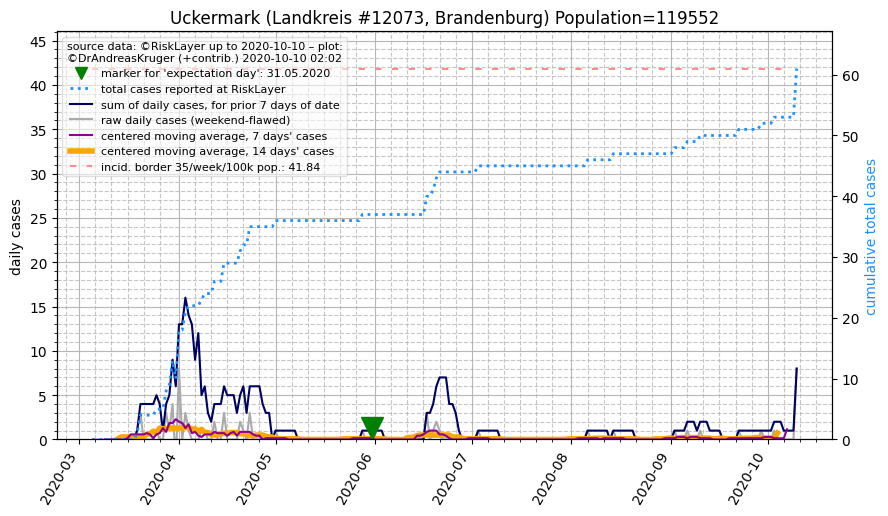 Uckermark (Landkreis #12073, Brandenburg) Population=119552
source data: ©RiskLayer up to 2020-10-10 – plot:
©DrAndreasKruger (+contrib.) 2020-10-10 02:02
marker for 'expectation day': 31.05.2020
total cases reported at RiskLayer
sum of daily cases, for prior 7 days of date
raw daily cases (weekend-flawed)
centered moving average, 7 days' cases
centered moving average, 14 days' cases
incid. border 35/week/100k pop.: 41.84
daily cases
45
40
35
30
25
20
15
10
5
0
cumulative total cases
60
50
40
30
20
10
0
2020-03
2020-04
2020-05
2020-06
2020-07
2020-08
2020-09
2020-10